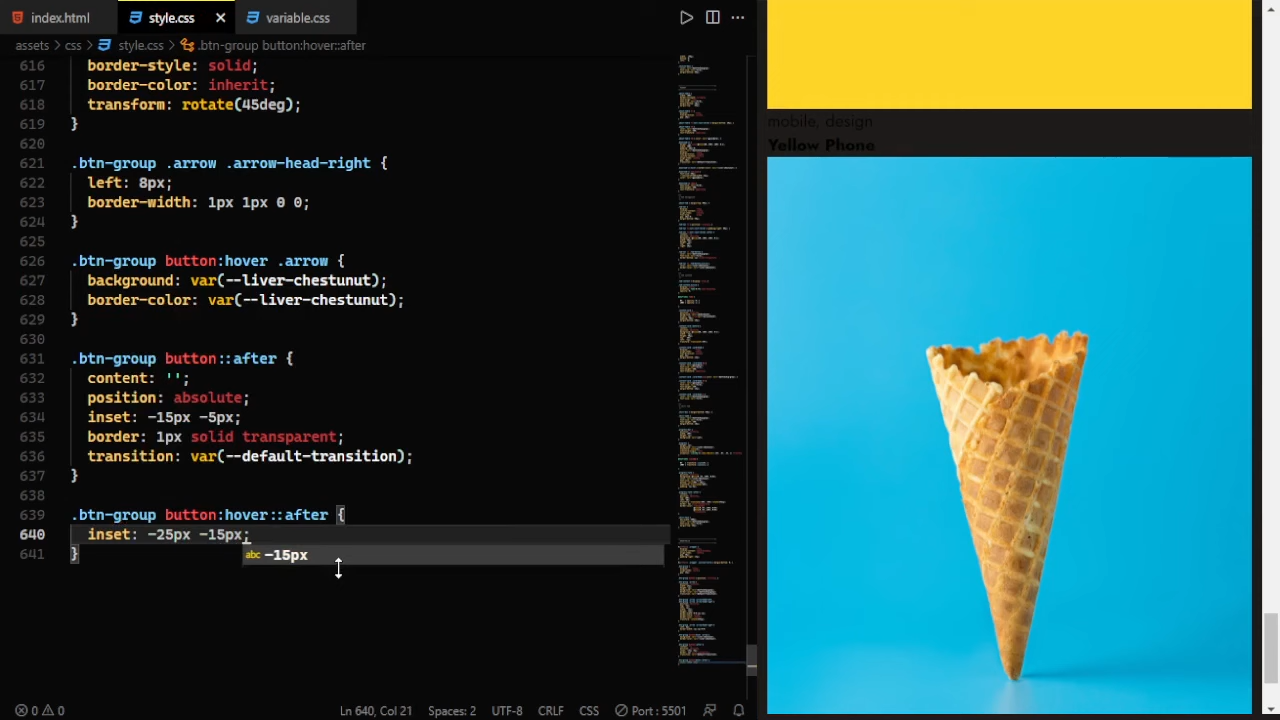 index.html
style.css
variable.css
assets > css > style.css > .btn-group button:hover::after
616 border-style: solid;
617 border-color: inherit;
618 transform: rotate(45deg);
619 }
620
621 .btn-group .arrow .arrow-head-right {
622 left: 8px;
623 border-width: 1px 1px 0 0;
624 }
625
626 .btn-group button:hover .arrow {
627 background: var(--liver-chestnut);
628 border-color: var(--liver-chestnut);
629 }
630
631 .btn-group button::after {
632 content: '';
633 position: absolute;
634 inset: -15px -5px;
635 border: 1px solid transparent;
636 transition: var(--default-transition);
637 }
638
639 .btn-group button:hover::after {
640 inset: -25px -15px;
641 }
abc -15px
0 0
Ln 640, Col 21
Spaces: 2
UTF-8
CRLF
CSS
Port : 5501
mobile, design
Yellow Phone